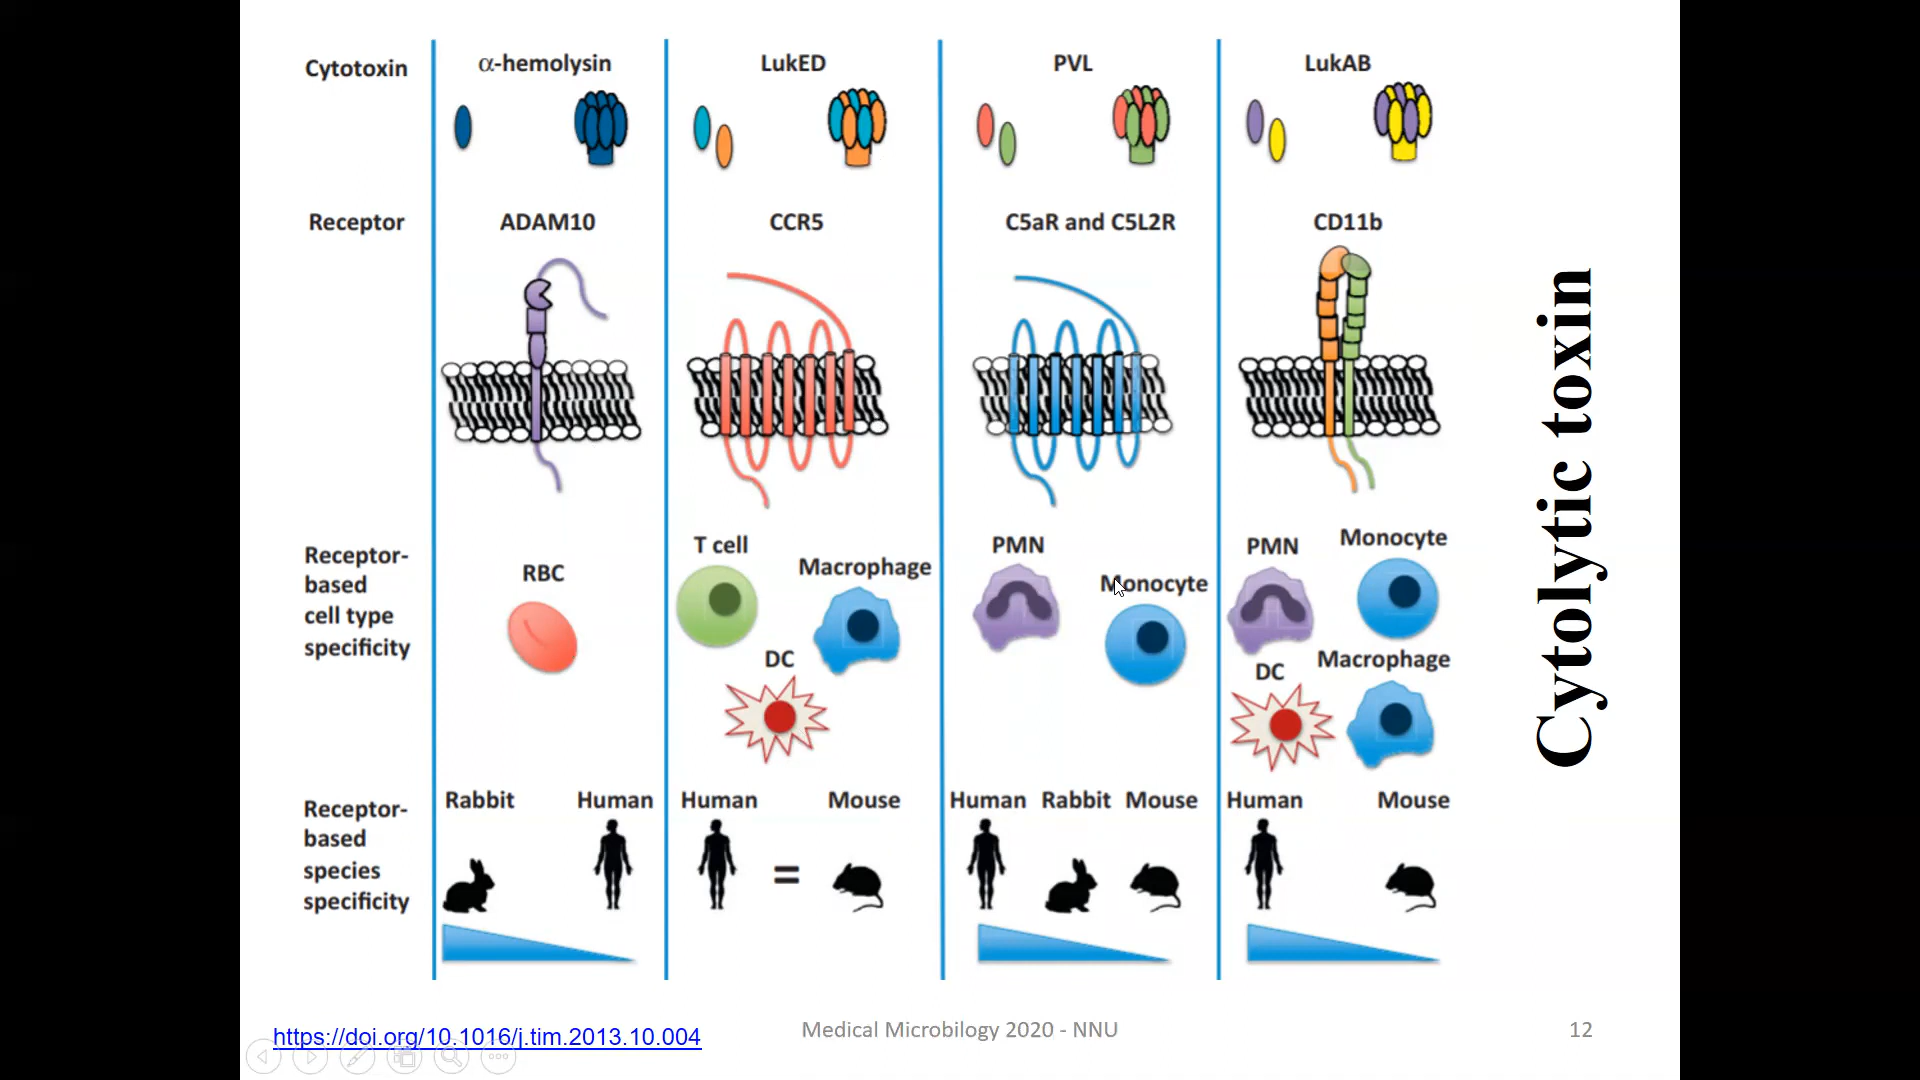 Cytotoxin
α-hemolysin
LukED
PVL
LukAB
Receptor
ADAM10
CCR5
C5aR and C5L2R
CD11b
Receptor-
based
cell type
specificity
RBC
T cell
Macrophage
DC
PMN
Monocyte
PMN
Monocyte
DC
Macrophage
Receptor-
based
species
specificity
Rabbit
Human
Human
=
Mouse
Human
Rabbit
Mouse
Human
Mouse
Cytolytic toxin
https://doi.org/10.1016/j.tim.2013.10.004
Medical Microbilogy 2020 - NNU
12